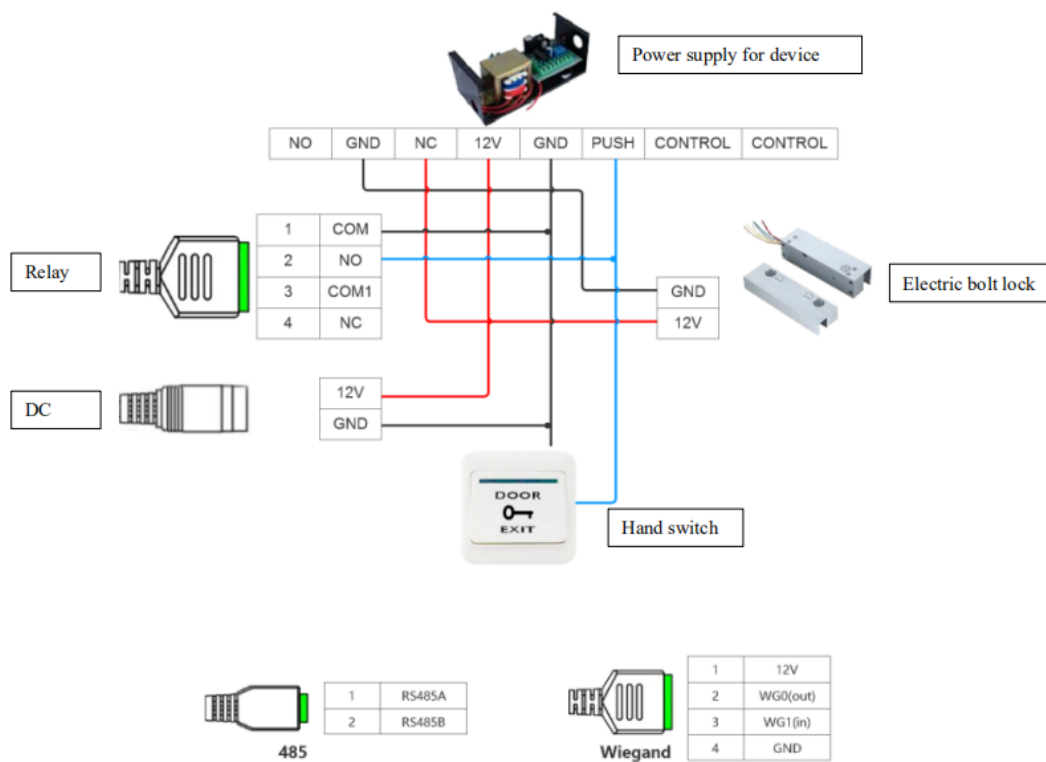 Power supply for device
NO GND NC 12V GND PUSH CONTROL CONTROL
Relay
1 COM
2 NO
3 COM1
4 NC
GND
12V
Electric bolt lock
DC
12V
GND
DOOR
EXIT
Hand switch
1 RS485A
2 RS485B
485
1 12V
2 WG0(out)
3 WG1(in)
4 GND
Wiegand